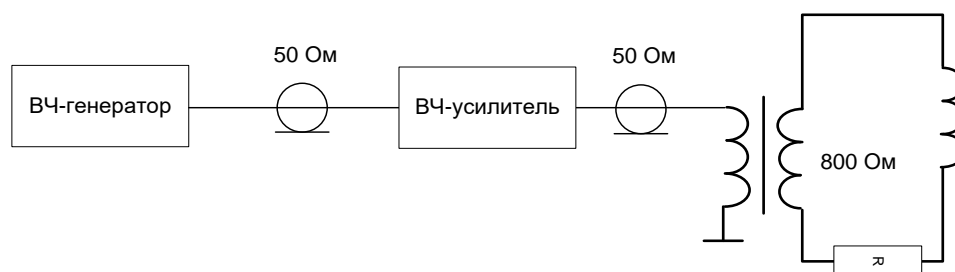 50 Ом
50 Ом
ВЧ-генератор
ВЧ-усилитель
800 Ом
R